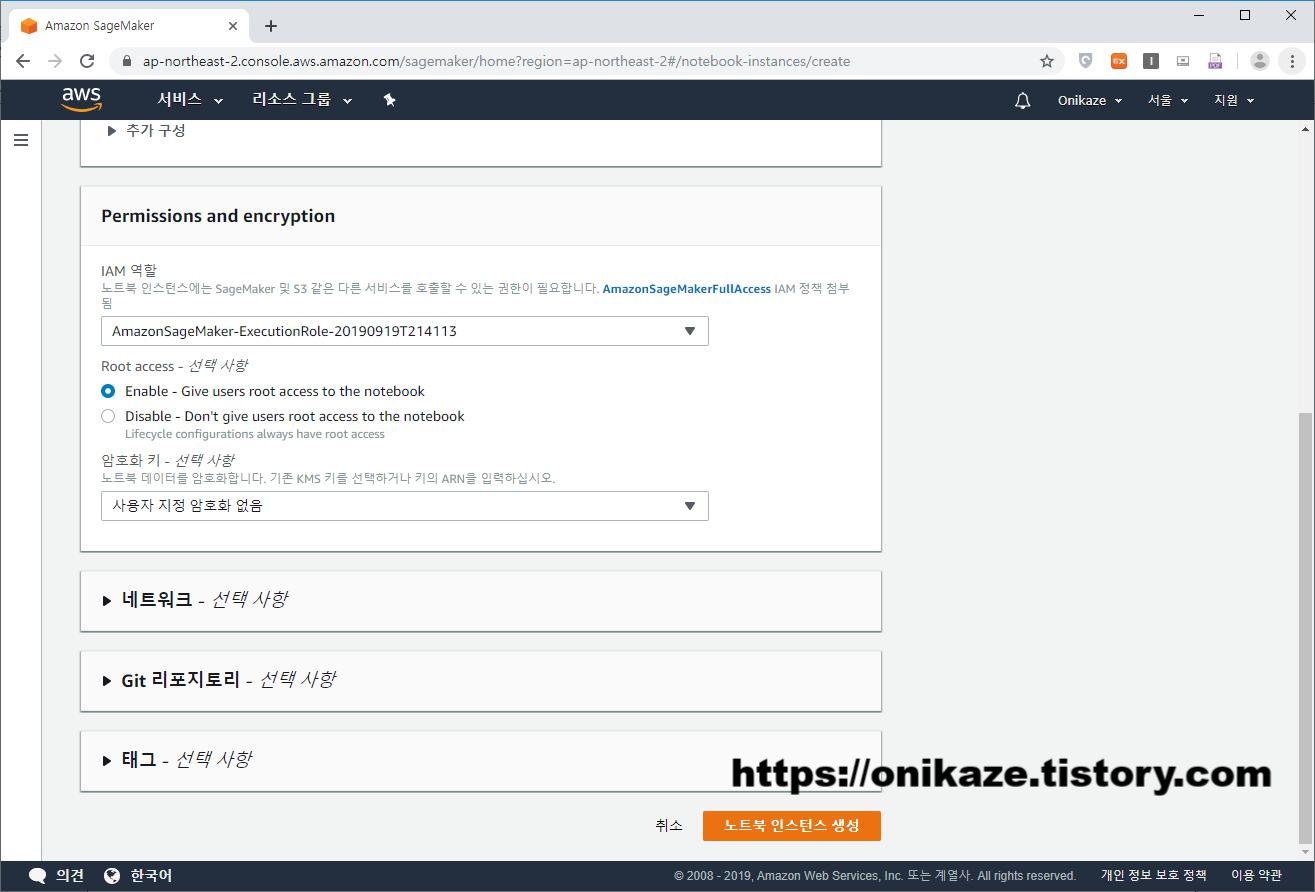 Amazon SageMaker
ap-northeast-2.console.aws.amazon.com/sagemaker/home?region=ap-northeast-2#/notebook-instances/create
aws 서비스 리소스 그룹 Onikaze 서울 지원
추가 구성
Permissions and encryption
IAM 역할
노트북 인스턴스에는 SageMaker 및 S3 같은 다른 서비스를 호출할 수 있는 권한이 필요합니다. AmazonSageMakerFullAccess IAM 정책 첨부
됨
AmazonSageMaker-ExecutionRole-20190919T214113
Root access - 선택 사항
Enable - Give users root access to the notebook
Disable - Don't give users root access to the notebook
Lifecycle configurations always have root access
암호화 키 - 선택 사항
노트북 데이터를 암호화합니다. 기존 KMS 키를 선택하거나 키의 ARN을 입력하십시오.
사용자 지정 암호화 없음
네트워크 - 선택 사항
Git 리포지토리 - 선택 사항
태그 - 선택 사항
https://onikaze.tistory.com
취소 노트북 인스턴스 생성
의견 한국어 © 2008 - 2019, Amazon Web Services, Inc. 또는 계열사. All rights reserved. 개인 정보 보호 정책 이용 약관